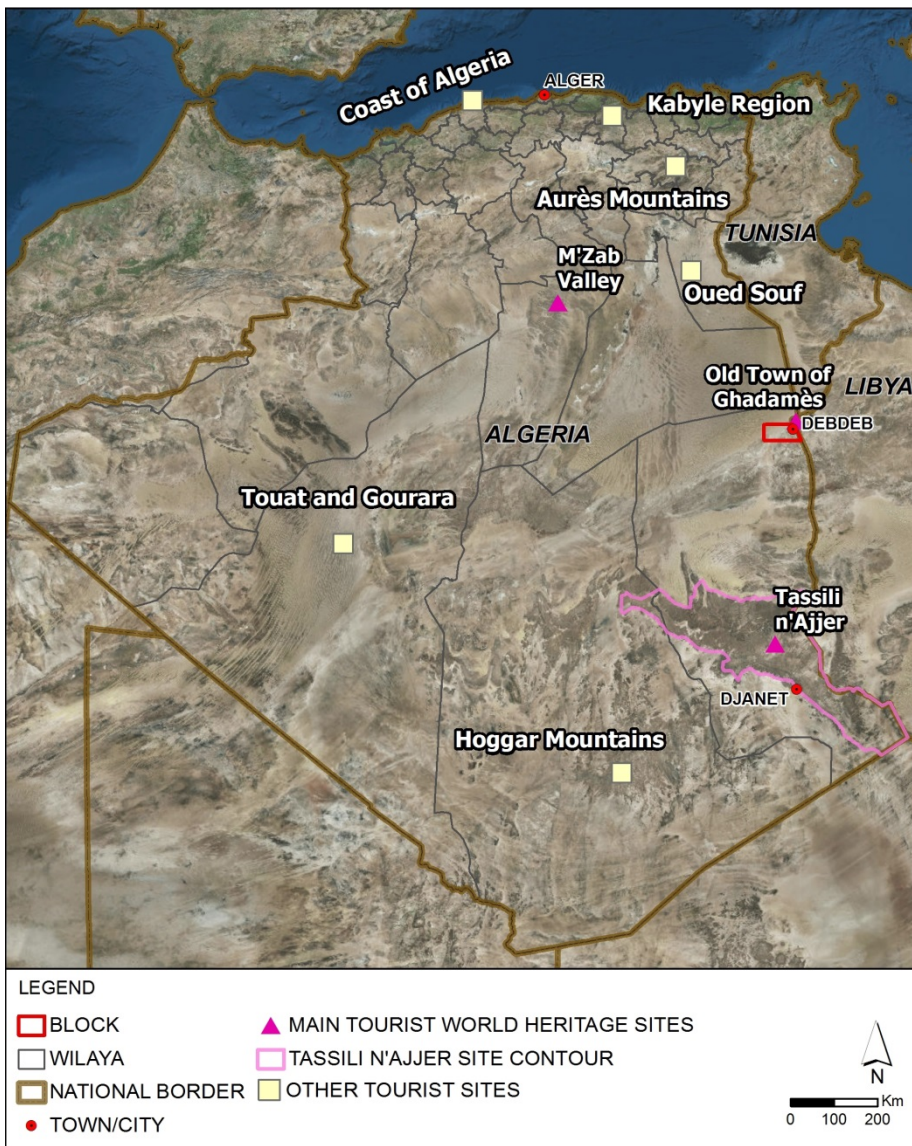 Coast of Algeria
ALGER
Kabyle Region
Aurès Mountains
TUNISIA
M'Zab
Valley
Oued Souf
Old Town of
Ghadamès
LIBYA
DEBDEB
ALGERIA
Touat and Gourara
Tassili
n'Ajjer
DJANET
Hoggar Mountains
LEGEND
BLOCK
MAIN TOURIST WORLD HERITAGE SITES
WILAYA
TASSILI N'AJJER SITE CONTOUR
NATIONAL BORDER
OTHER TOURIST SITES
TOWN/CITY
N
Km
0 100 200